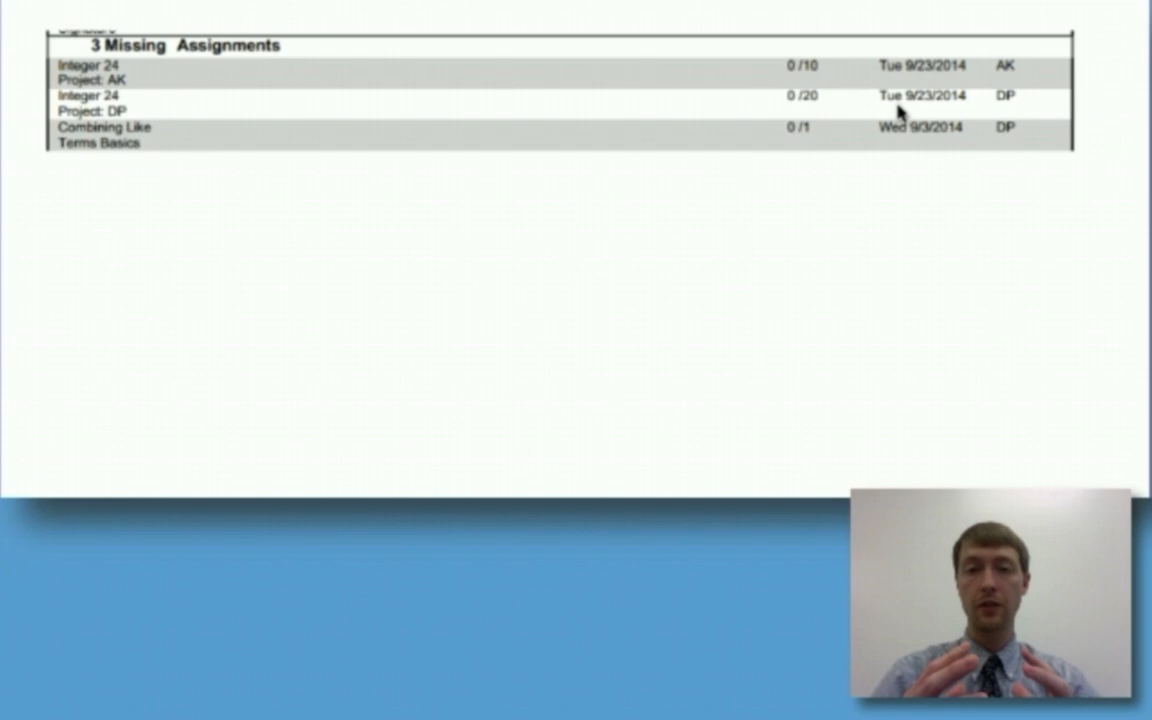 3 Missing Assignments
Integer 24 0 /10 Tue 9/23/2014 AK
Project: AK
Integer 24 0 /20 Tue 9/23/2014 DP
Project: DP
Combining Like 0 /1 Wed 9/3/2014 DP
Terms Basics